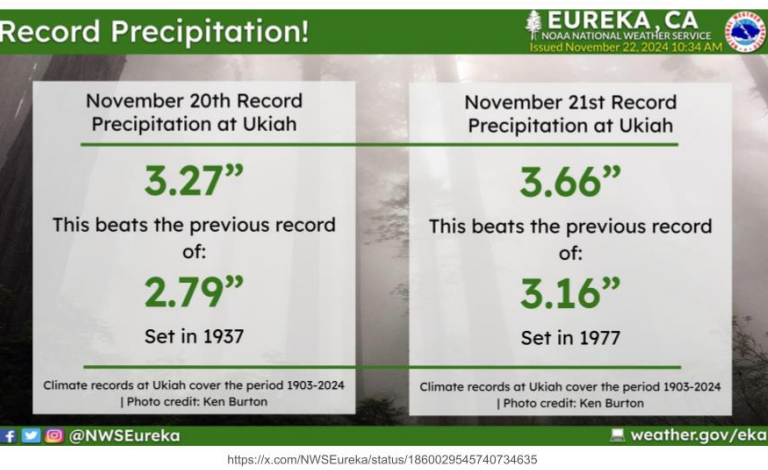 Record Precipitation!
EUREKA, CA
NOAA NATIONAL WEATHER SERVICE
Issued November 22, 2024 10:34 AM
November 20th Record
Precipitation at Ukiah
3.27”
This beats the previous record
of:
2.79”
Set in 1937
Climate records at Ukiah cover the period 1903-2024
| Photo credit: Ken Burton
November 21st Record
Precipitation at Ukiah
3.66”
This beats the previous record
of:
3.16”
Set in 1977
Climate records at Ukiah cover the period 1903-2024
| Photo credit: Ken Burton
@NWSEureka
weather.gov/eka
https://x.com/NWSEureka/status/1860029545740734635